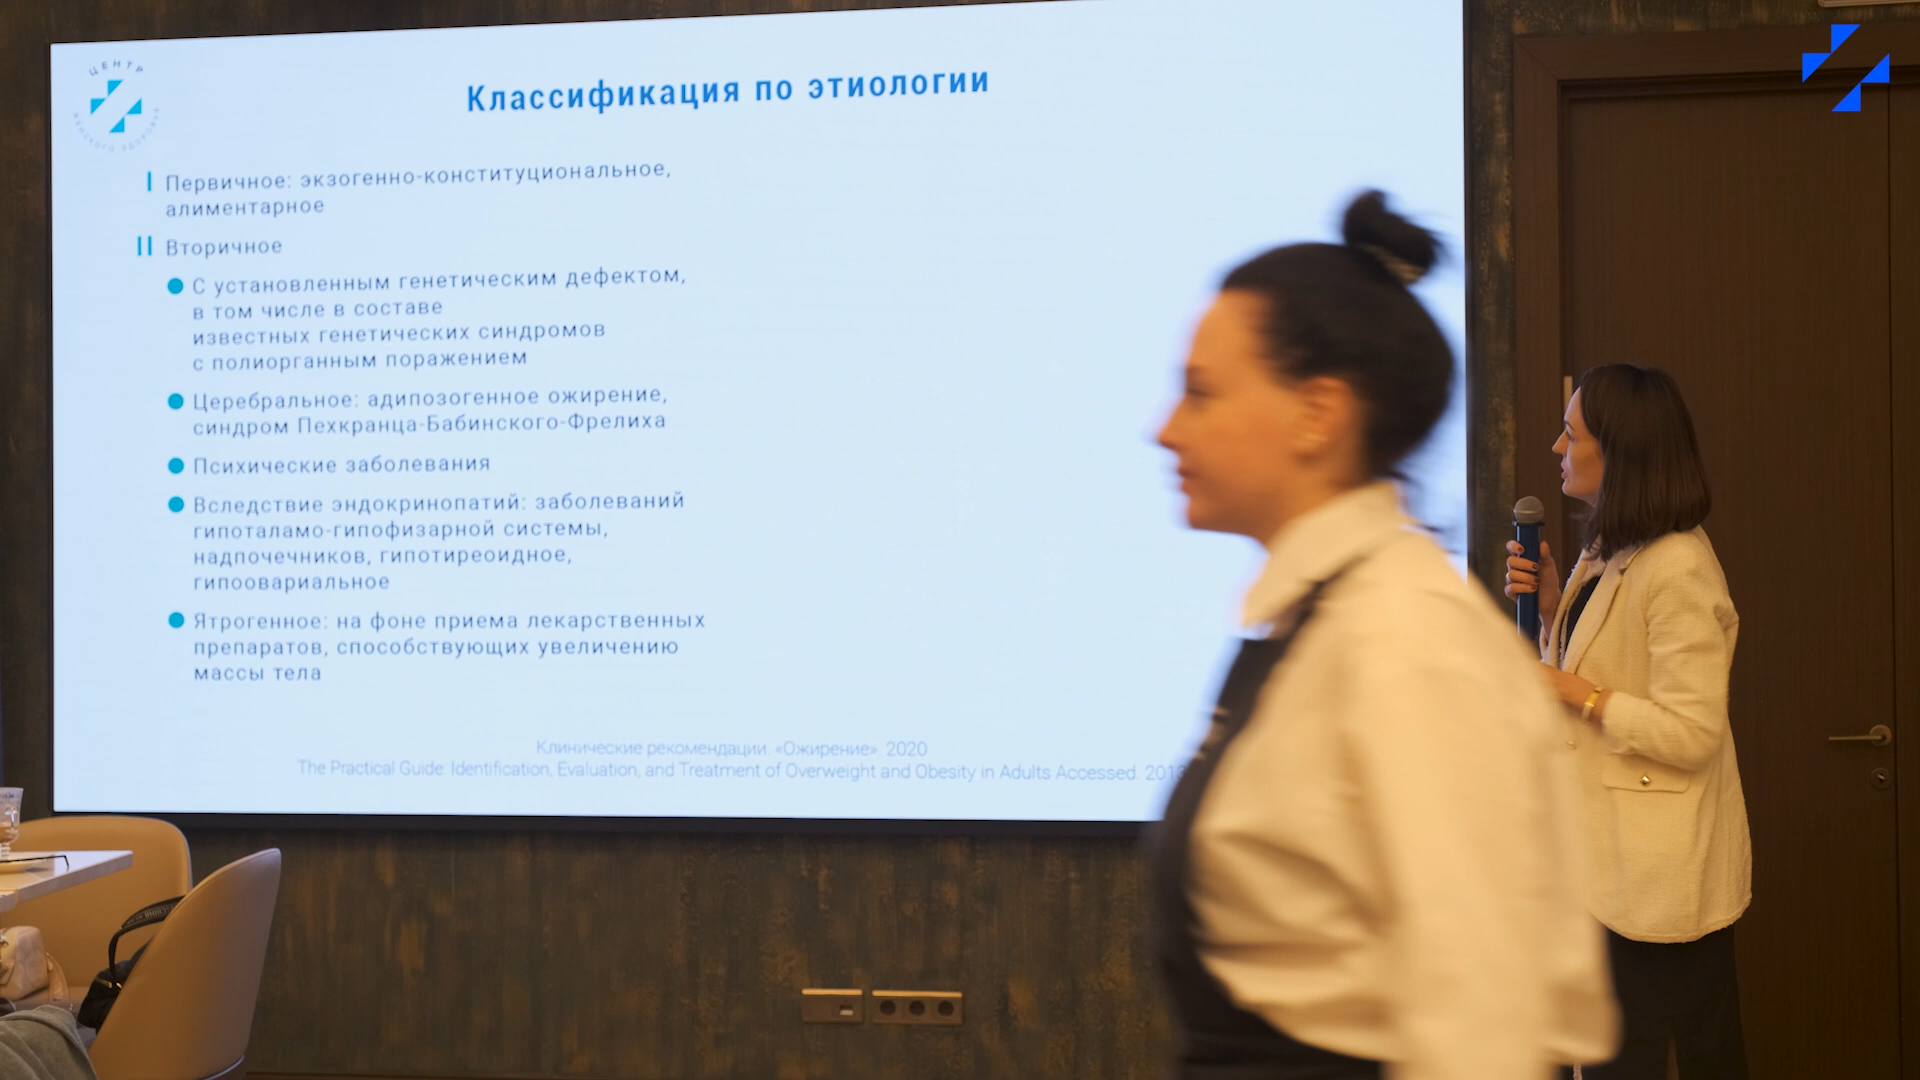 ЦЕНТР
ЖЕНСКОГО ЗДОРОВЬЯ
Классификация по этиологии
I Первичное: экзогенно-конституциональное,
алиментарное
II Вторичное
С установленным генетическим дефектом,
в том числе в составе
известных генетических синдромов
с полиорганным поражением
Церебральное: адипозогенное ожирение,
синдром Пехкранца-Бабинского-Фрелиха
Психические заболевания
Вследствие эндокринопатий: заболеваний
гипоталамо-гипофизарной системы,
надпочечников, гипотиреоидное,
гипоовариальное
Ятрогенное: на фоне приема лекарственных
препаратов, способствующих увеличению
массы тела
Клинические рекомендации. «Ожирение». 2020
The Practical Guide: Identification, Evaluation, and Treatment of Overweight and Obesity in Adults Accessed.